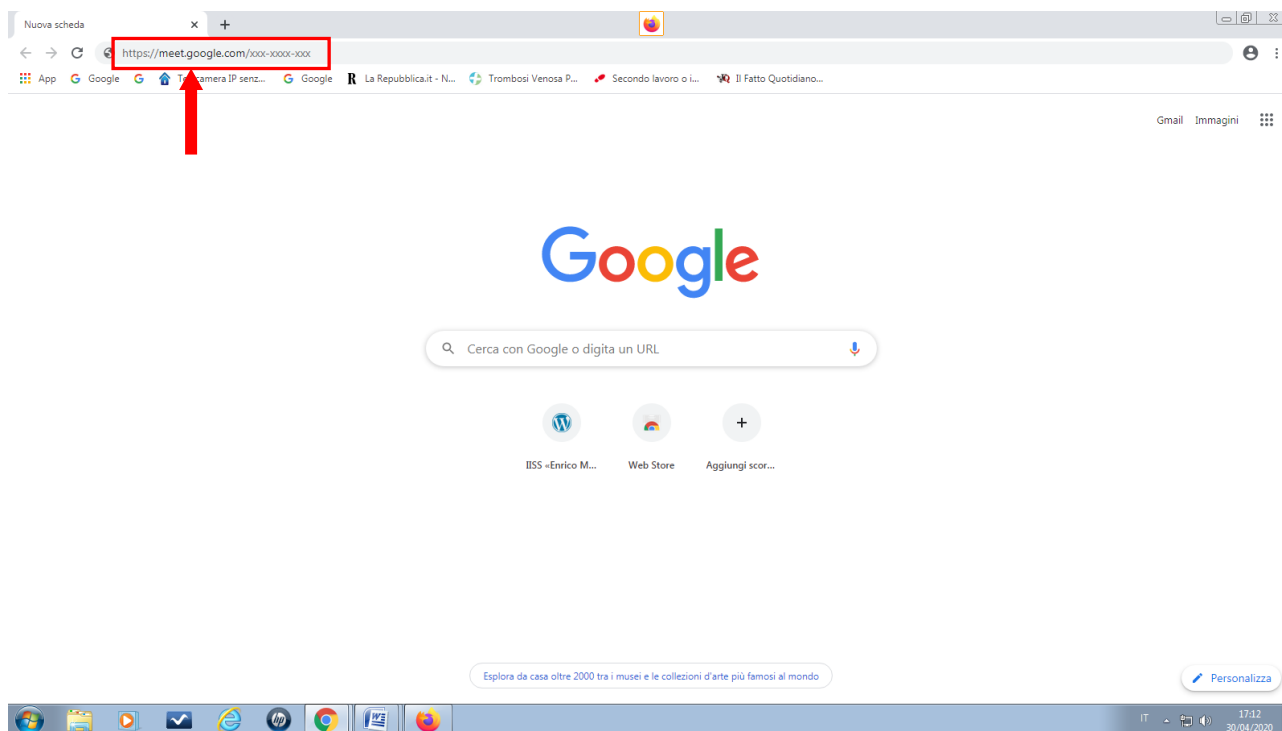 Nuova scheda
https://meet.google.com/xxx-xxxx-xxx
App Google Telecamera IP senz... Google R La Repubblica.it - N... Trombosi Venosa P... Secondo lavoro o i... Il Fatto Quotidiano...
Gmail Immagini
Google
Cerca con Google o digita un URL
IISS «Enrico M... Web Store Aggiungi scor...
Esplora da casa oltre 2000 tra i musei e le collezioni d'arte più famosi al mondo
Personalizza
IT 17:12
30/04/2020